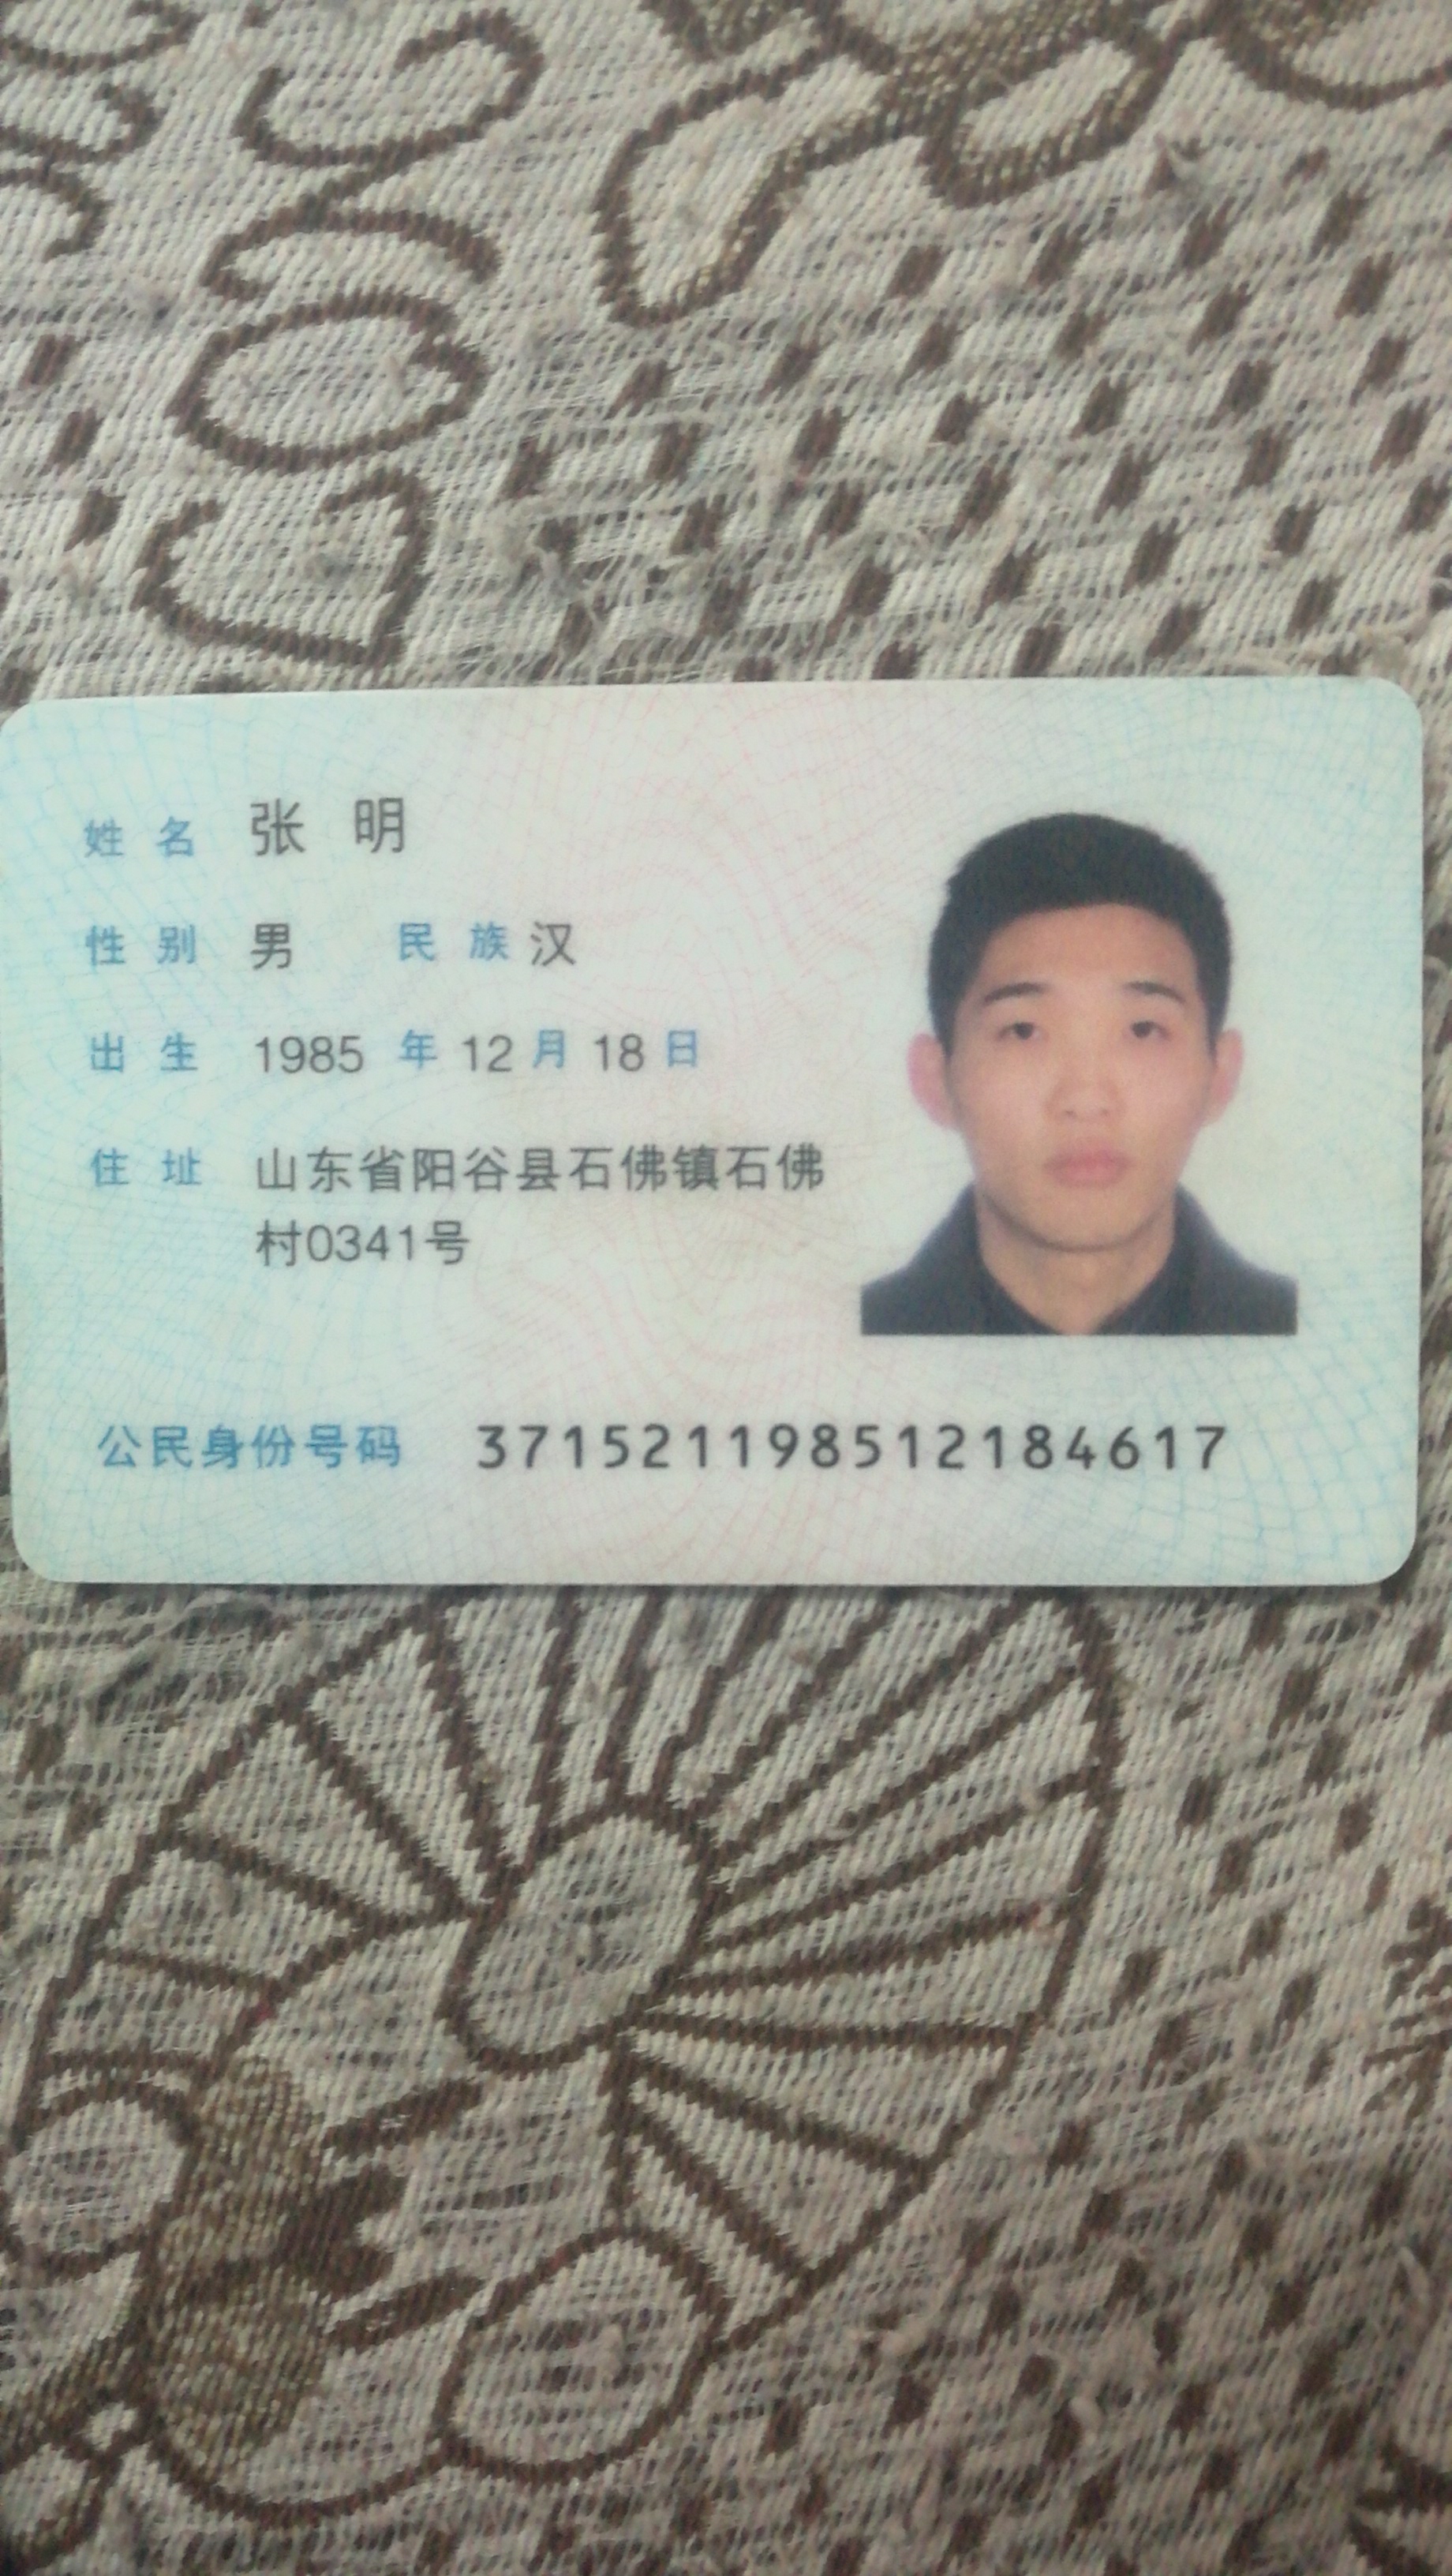 姓名 张明
性别 男 民族 汉
出生 1985 年 12 月 18 日
住址 山东省阳谷县石佛镇石佛
村0341号
公民身份号码 371521198512184617